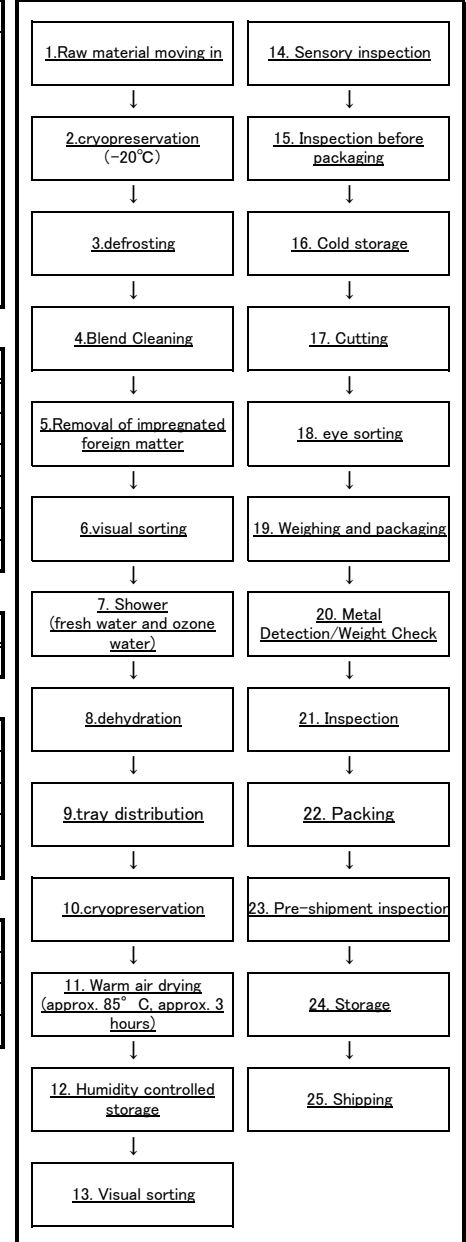 1.Raw material moving in
↓
2.cryopreservation
(-20℃)
↓
3.defrosting
↓
4.Blend Cleaning
↓
5.Removal of impregnated
foreign matter
↓
6.visual sorting
↓
7. Shower
(fresh water and ozone
water)
↓
8.dehydration
↓
9.tray distribution
↓
10.cryopreservation
↓
11. Warm air drying
(approx. 85° C, approx. 3
hours)
↓
12. Humidity controlled
storage
↓
13. Visual sorting
14. Sensory inspection
↓
15. Inspection before
packaging
↓
16. Cold storage
↓
17. Cutting
↓
18. eye sorting
↓
19. Weighing and packaging
↓
20. Metal
Detection/Weight Check
↓
21. Inspection
↓
22. Packing
↓
23. Pre-shipment inspection
↓
24. Storage
↓
25. Shipping